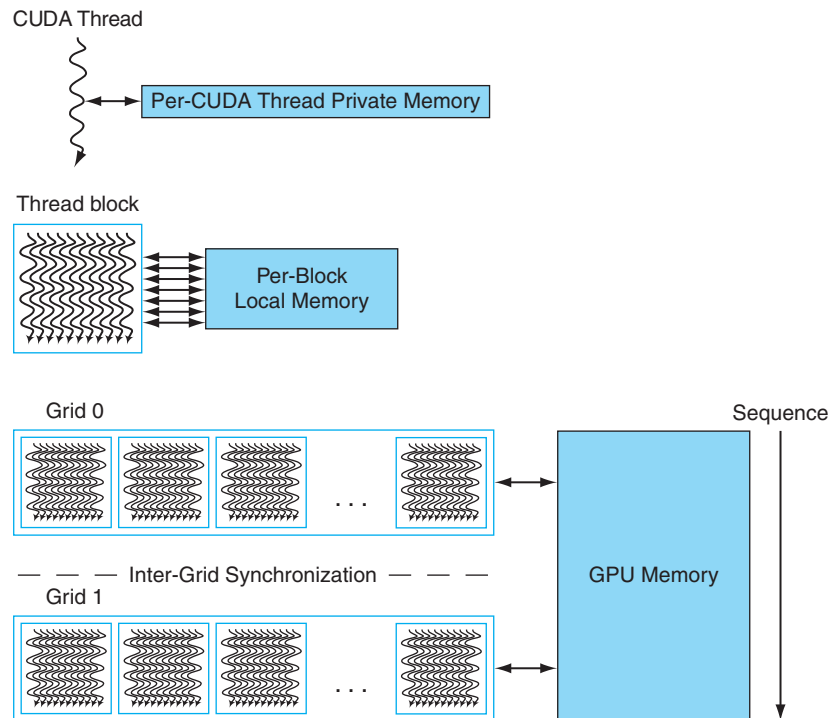 CUDA Thread
Per-CUDA Thread Private Memory
Thread block
Per-Block
Local Memory
Grid 0
Sequence
. . .
Inter-Grid Synchronization
GPU Memory
Grid 1
. . .